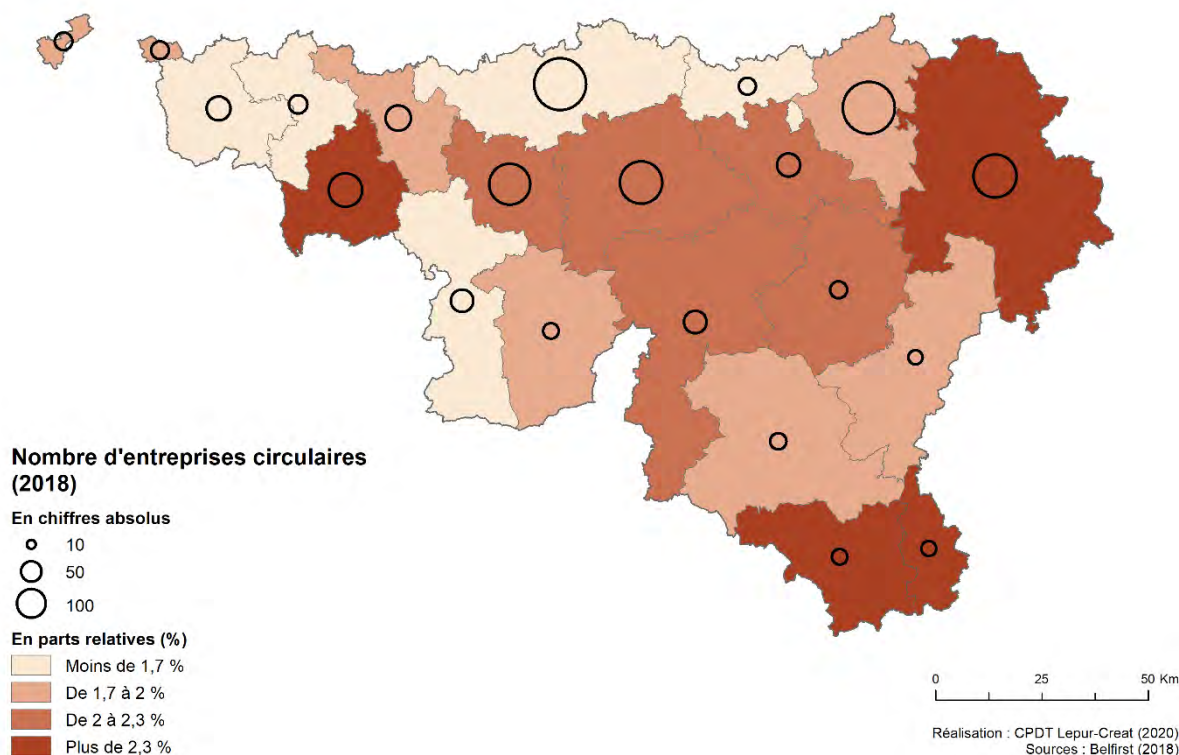 Nombre d'entreprises circulaires
(2018)
En chiffres absolus
10
50
100
En parts relatives (%)
Moins de 1,7 %
De 1,7 à 2 %
De 2 à 2,3 %
Plus de 2,3 %
0 25 50 Km
Réalisation : CPDT Lepur-Creat (2020)
Sources : Belfirst (2018)